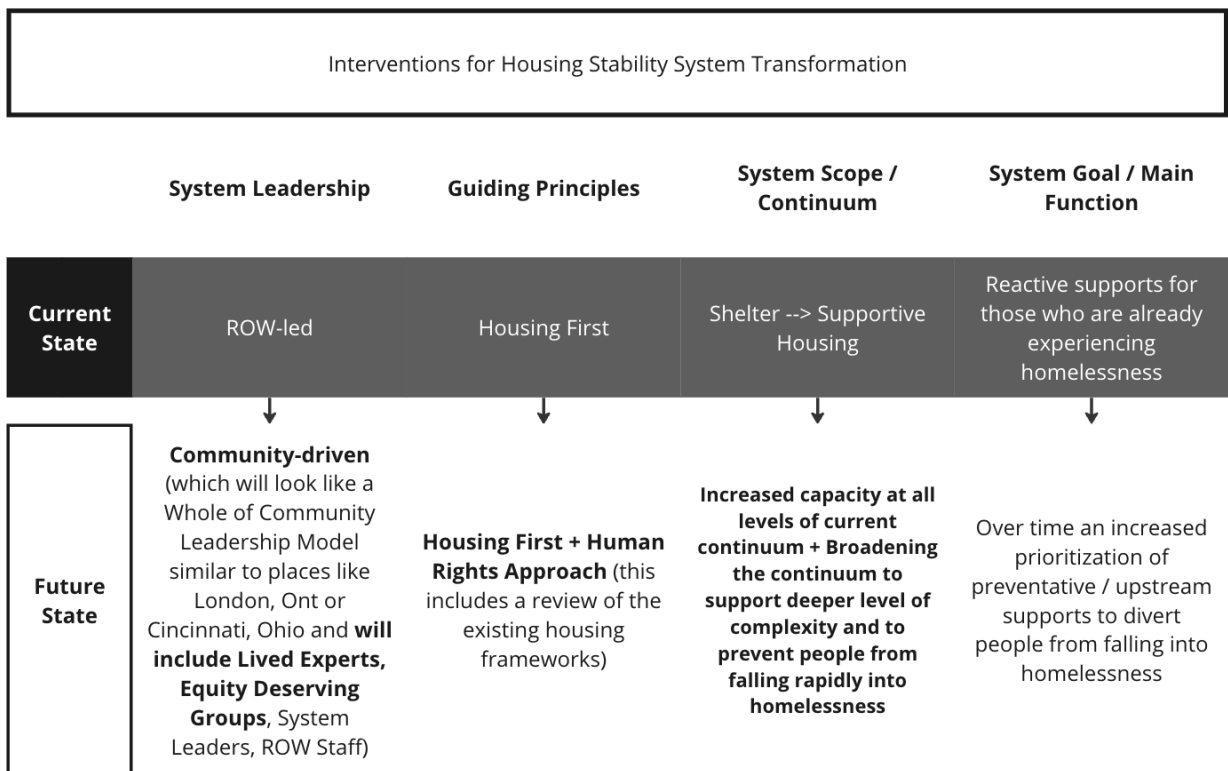 Interventions for Housing Stability System Transformation
System Leadership
Guiding Principles
System Scope /
Continuum
System Goal / Main
Function
Current
State
ROW-led
Housing First
Shelter --> Supportive
Housing
Reactive supports for
those who are already
experiencing
homelessness
Future
State
Community-driven
(which will look like a
Whole of Community
Leadership Model
similar to places like
London, Ont or
Cincinnati, Ohio and will
include Lived Experts,
Equity Deserving
Groups, System
Leaders, ROW Staff)
Housing First + Human
Rights Approach (this
includes a review of the
existing housing
frameworks)
Increased capacity at all
levels of current
continuum + Broadening
the continuum to
support deeper level of
complexity and to
prevent people from
falling rapidly into
homelessness
Over time an increased
prioritization of
preventative / upstream
supports to divert
people from falling into
homelessness